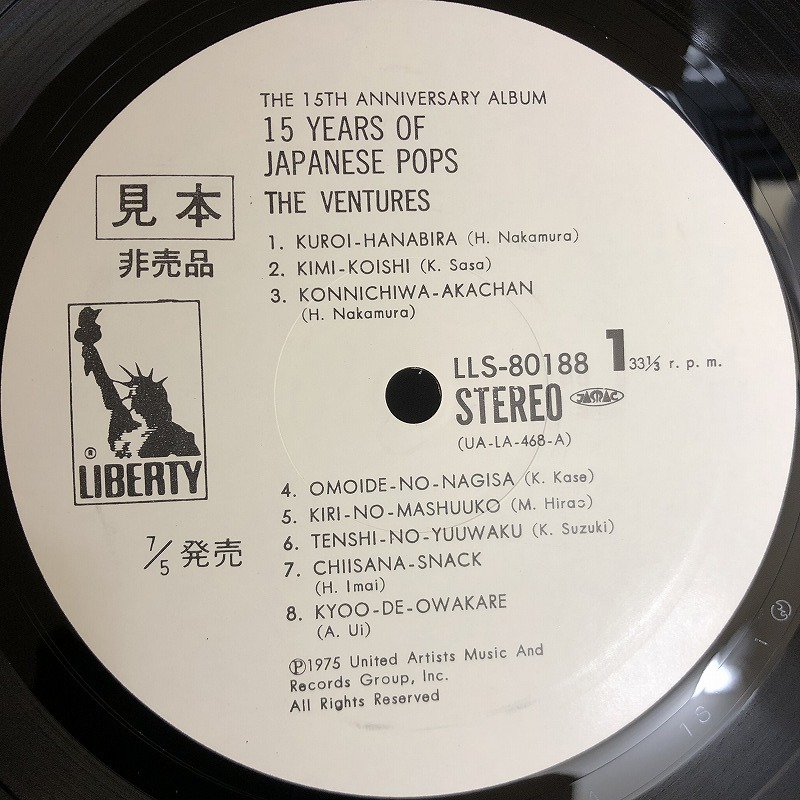 THE 15TH ANNIVERSARY ALBUM
15 YEARS OF
JAPANESE POPS
THE VENTURES
見本
非売品
1. KUROI-HANABIRA (H. Nakamura)
2. KIMI-KOISHI (K. Sasa)
3. KONNICHIWA-AKACHAN
(H. Nakamura)
LLS-80188 1 33⅓ r. p. m.
STEREO JASRAC
(UA-LA-468-A)
® LIBERTY
7/5 発売
4. OMOIDE-NO-NAGISA (K. Kase)
5. KIRI-NO-MASHUUKO (M. Hirao)
6. TENSHI-NO-YUUWAKU (K. Suzuki)
7. CHIISANA-SNACK
(H. Imai)
8. KYOO-DE-OWAKARE
(A. Ui)
Ⓟ1975 United Artists Music And
Records Group, Inc.
All Rights Reserved